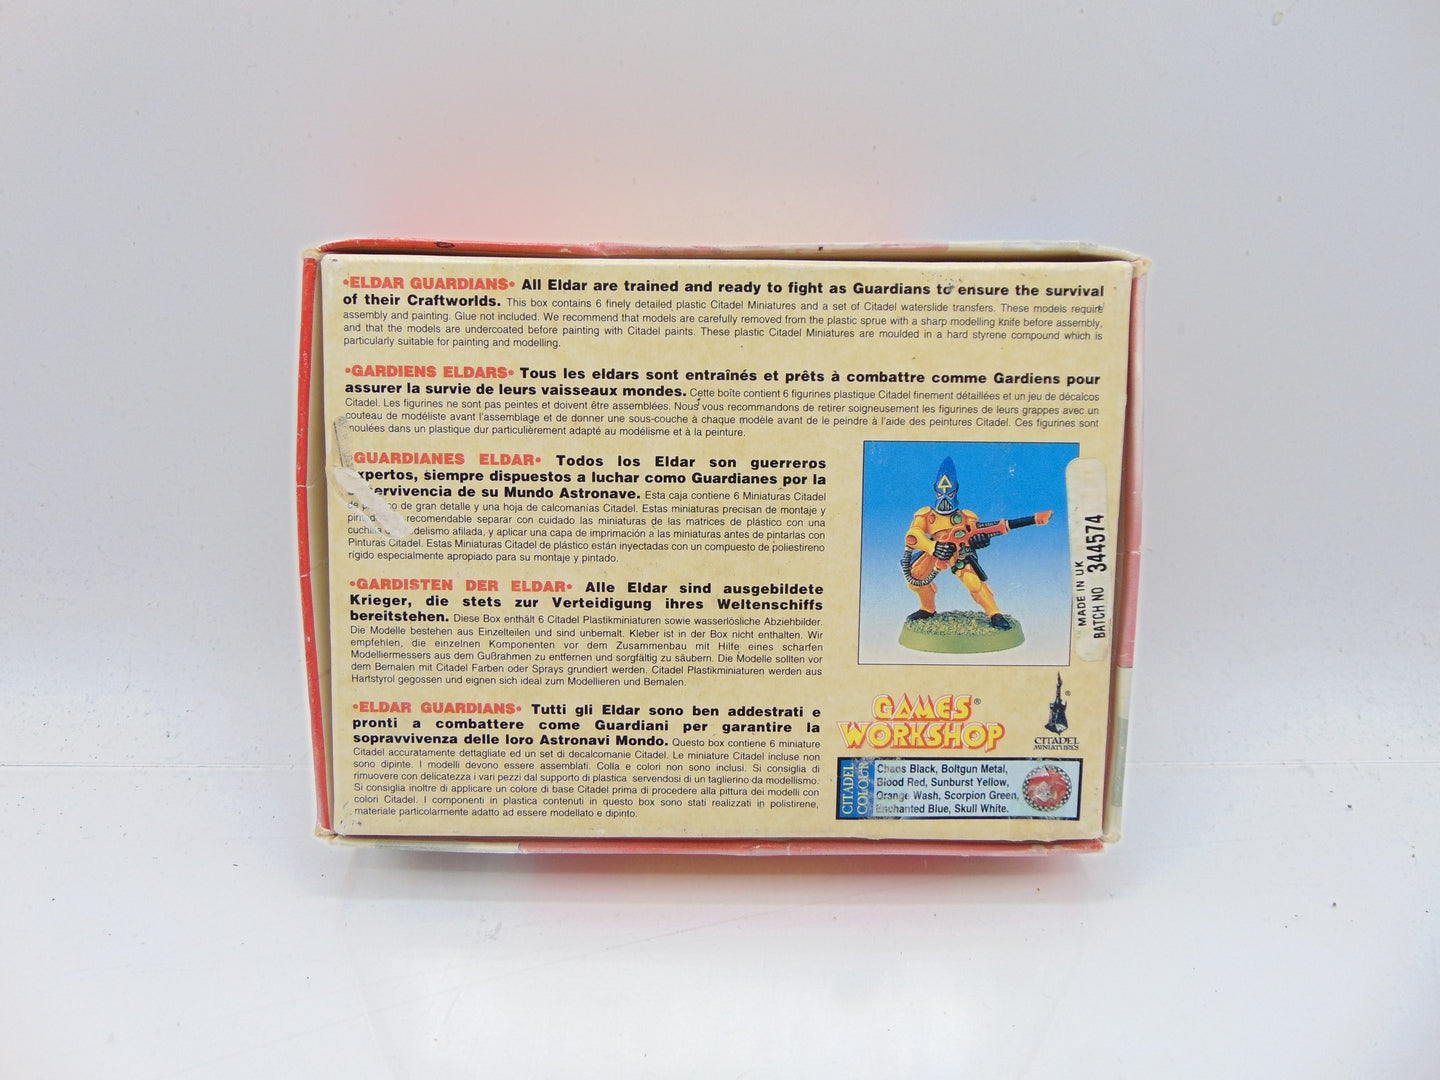 •ELDAR GUARDIANS• All Eldar are trained and ready to fight as Guardians to ensure the survival
of their Craftworlds. This box contains 6 finely detailed plastic Citadel Miniatures and a set of Citadel waterslide transfers. These models require
assembly and painting. Glue not included. We recommend that models are carefully removed from the plastic sprue with a sharp modelling knife before assembly,
and that the models are undercoated before painting with Citadel paints. These plastic Citadel Miniatures are moulded in a hard styrene compound which is
particularly suitable for painting and modelling.
•GARDIENS ELDARS• Tous les eldars sont entraînés et prêts à combattre comme Gardiens pour
assurer la survie de leurs vaisseaux mondes. Cette boîte contient 6 figurines plastique Citadel finement détaillées et un jeu de décalcos
Citadel. Les figurines ne sont pas peintes et doivent être assemblées. Nous vous recommandons de retirer soigneusement les figurines de leurs grappes avec un
couteau de modéliste avant l'assemblage et de donner une sous-couche à chaque modèle avant de le peindre à l'aide des peintures Citadel. Ces figurines sont
moulées dans un plastique dur particulièrement adapté au modélisme et à la peinture.
GUARDIANES ELDAR• Todos los Eldar son guerreros
expertos, siempre dispuestos a luchar como Guardianes por la
de su Mundo Astronave. Esta caja contiene 6 Miniaturas Citadel
de gran detalle y una hoja de calcomanías Citadel. Estas miniaturas precisan de montaje y
recomendable separar con cuidado las miniaturas de las matrices de plástico con una
afilada, y aplicar una capa de imprimación a las miniaturas antes de pintarlas con
Pinturas Citadel. Estas Miniaturas Citadel de plástico están inyectadas con un compuesto de poliestireno
rígido especialmente apropiado para su montaje y pintado.
•GARDISTEN DER ELDAR• Alle Eldar sind ausgebildete
Krieger, die stets zur Verteidigung ihres Weltenschiffs
bereitstehen. Diese Box enthält 6 Citadel Plastikminiaturen sowie wasserlösliche Abziehbilder.
Die Modelle bestehen aus Einzelteilen und sind unbemalt. Kleber ist in der Box nicht enthalten. Wir
empfehlen, die einzelnen Komponenten vor dem Zusammenbau mit Hilfe eines scharfen
Modelliermessers aus dem Gußrahmen zu entfernen und sorgfältig zu säubern. Die Modelle sollten vor
dem Bemalen mit Citadel Farben oder Sprays grundiert werden. Citadel Plastikminiaturen werden aus
Hartstyrol gegossen und eignen sich ideal zum Modellieren und Bemalen.
•ELDAR GUARDIANS• Tutti gli Eldar sono ben addestrati e
pronti a combattere come Guardiani per garantire la
sopravvivenza delle loro Astronavi Mondo. Questo box contiene 6 miniature
Citadel accuratamente dettagliate ed un set di decalcomanie Citadel. Le miniature Citadel incluse non
sono dipinte. I modelli devono essere assemblati. Colla e colori non sono inclusi. Si consiglia di
rimuovere con delicatezza i vari pezzi dal supporto di plastica servendosi di un taglierino da modellismo.
Si consiglia inoltre di applicare un colore di base Citadel prima di procedere alla pittura dei modelli con
colori Citadel. I componenti in plastica contenuti in questo box sono stati realizzati in polistirene,
materiale particolarmente adatto ad essere modellato e dipinto.
MADE IN UK
BATCH NO 344574
GAMES®
WORKSHOP
®
CITADEL
MINIATURES
CITADEL
COLOUR
Chaos Black, Boltgun Metal,
Blood Red, Sunburst Yellow,
Orange Wash, Scorpion Green,
Enchanted Blue, Skull White.